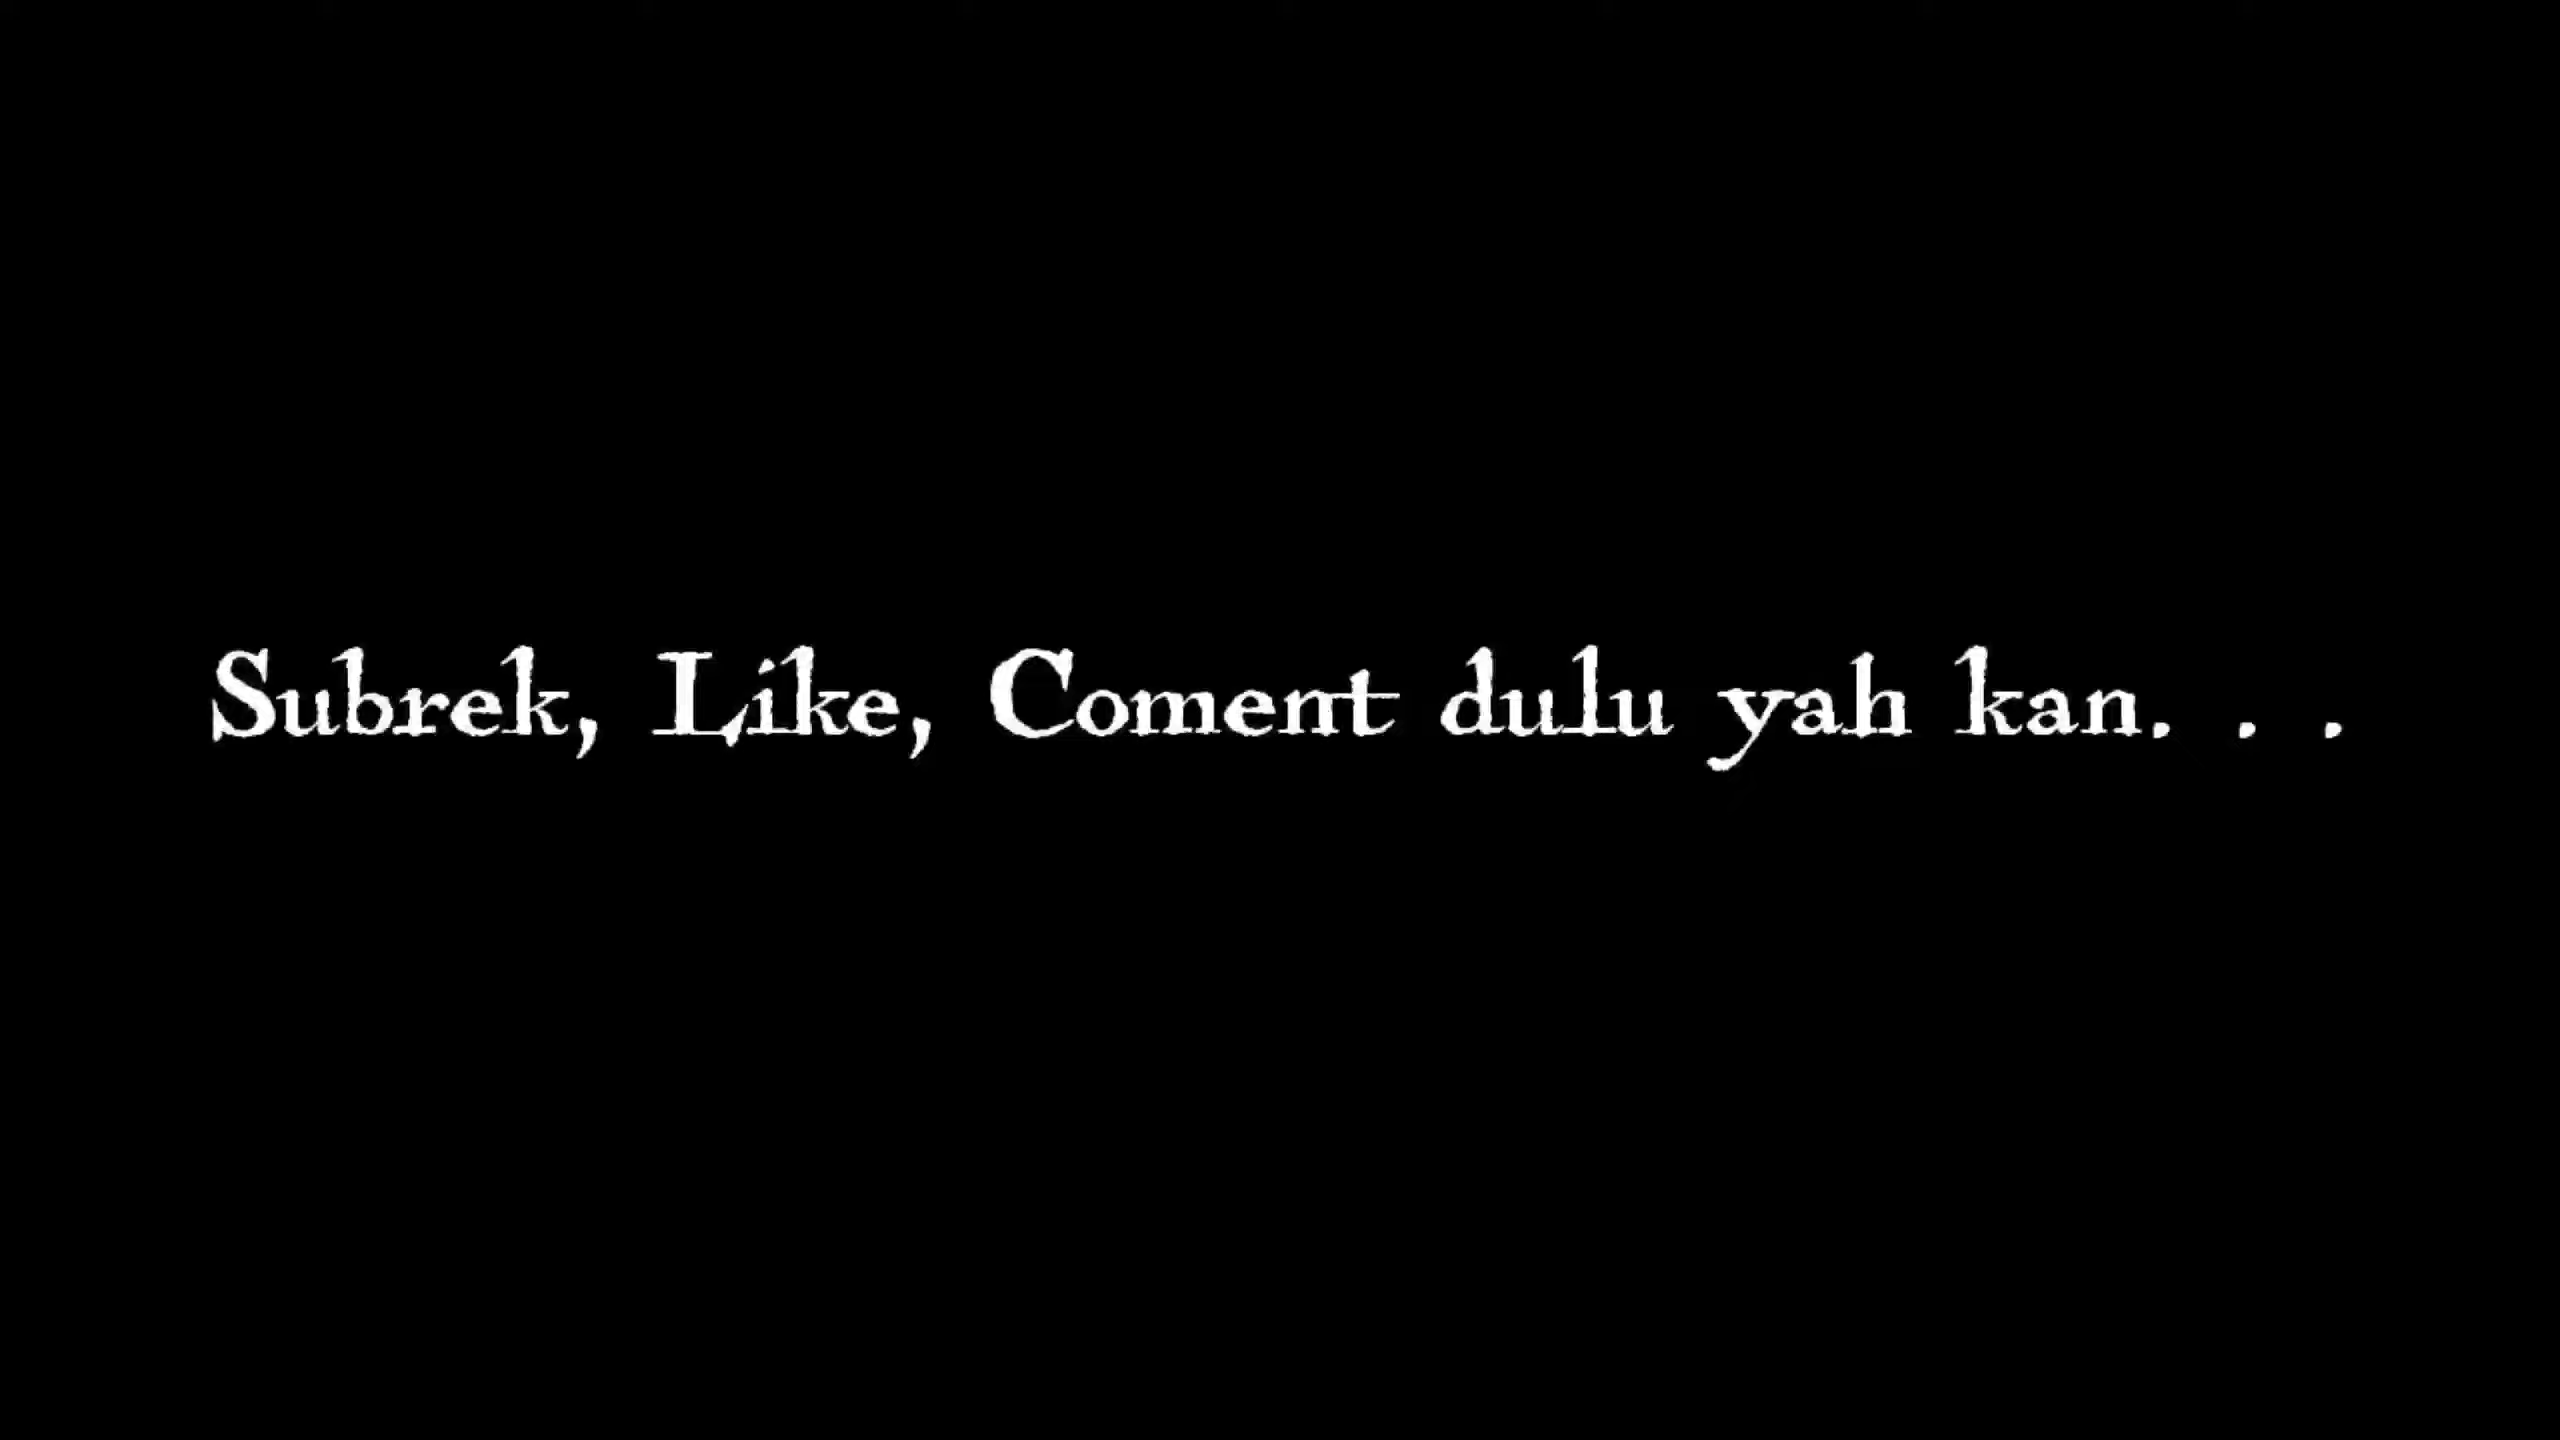 Subrek, Like, Coment dulu yah kan. . .